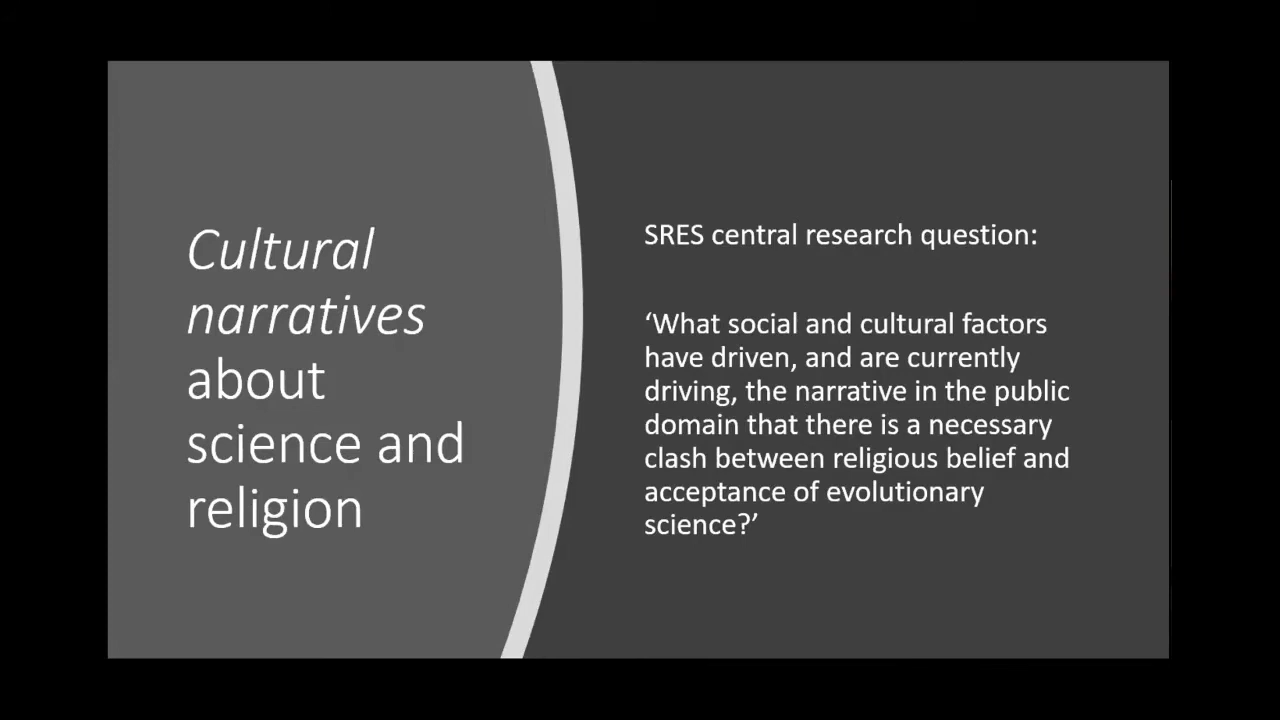 Cultural
narratives
about
science and
religion
SRES central research question:
‘What social and cultural factors
have driven, and are currently
driving, the narrative in the public
domain that there is a necessary
clash between religious belief and
acceptance of evolutionary
science?’